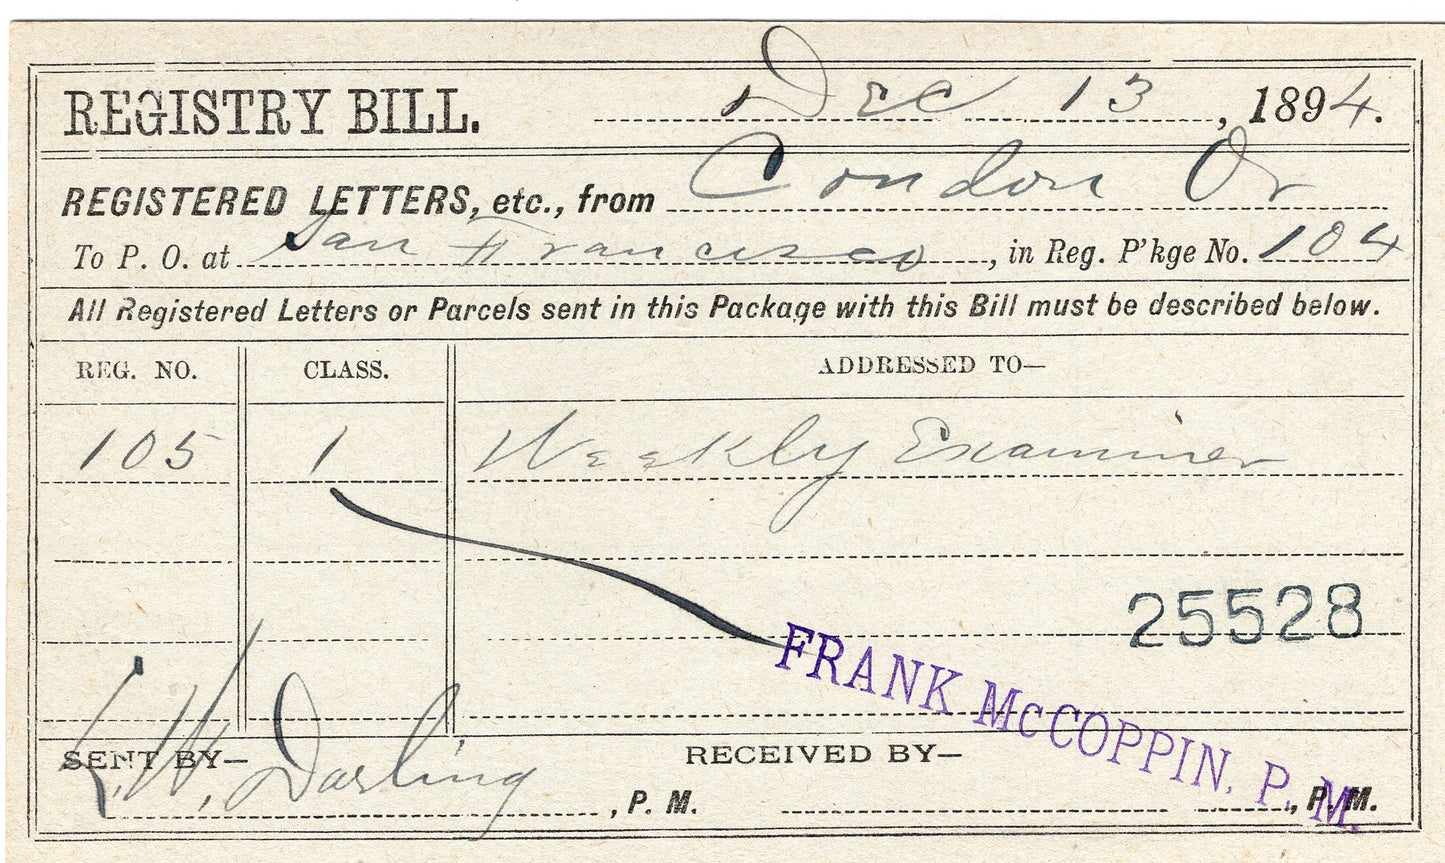 REGISTRY BILL. Dec 13, 1894.
REGISTERED LETTERS, etc., from Condon Or
To P. O. at San Francisco, in Reg. P'kge No. 104
All Registered Letters or Parcels sent in this Package with this Bill must be described below.
REG. NO. CLASS. ADDRESSED TO—
105 1 Weekly Examiner
25528
FRANK McCOPPIN, P. M.
SENT BY— RECEIVED BY—
W. Darling, P. M. , P. M.